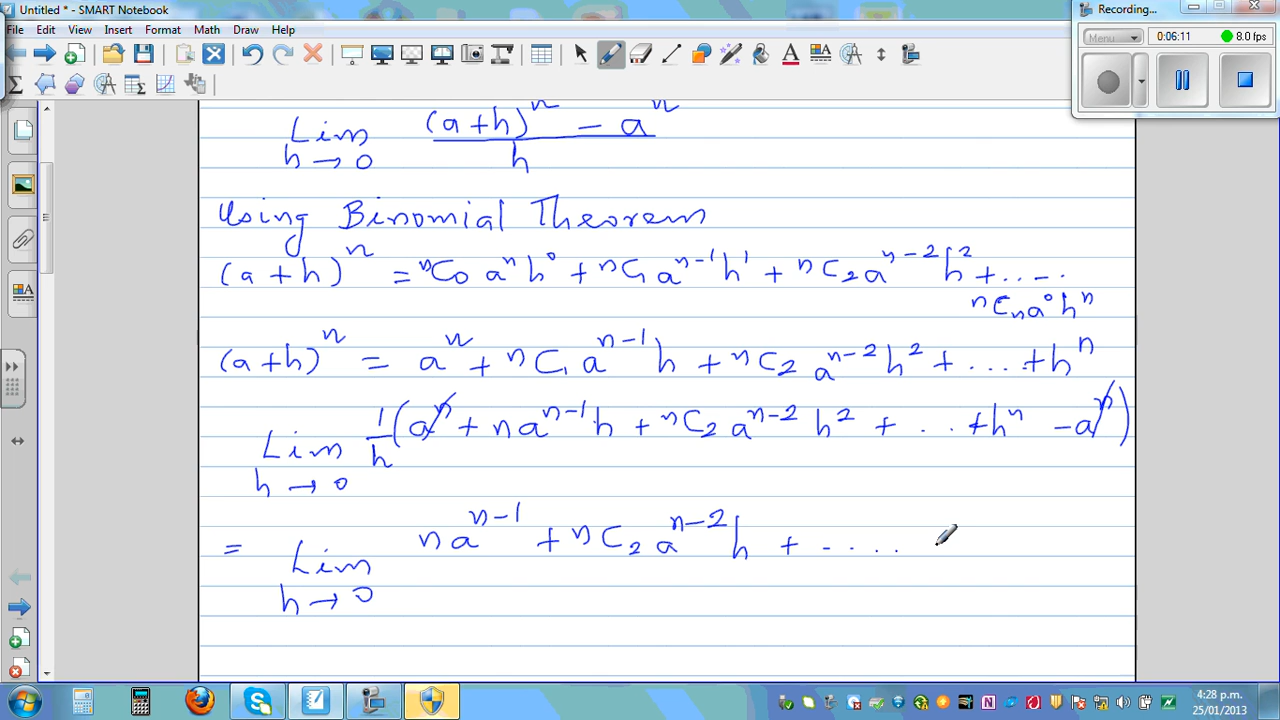 Untitled * - SMART Notebook
File Edit View Insert Format Math Draw Help
Recording...
Menu 0:06:11 8.0 fps
Lim h→0 ((a+h)^n − a^n)/h
Using Binomial Theorem
(a+h)^n = ⁿC₀ a^n h^0 + ⁿC₁ a^(n−1) h^1 + ⁿC₂ a^(n−2) h^2 + ..–.
ⁿCₙ a^0 h^n
(a+h)^n = a^n + ⁿC₁ a^(n−1) h + ⁿC₂ a^(n−2) h^2 + ... .+h^n
Lim h→0 1/h (a^n + na^(n−1) h + ⁿC₂ a^(n−2) h^2 + ... +h^n −a^n)
= Lim h→0 na^(n−1) + ⁿC₂ a^(n−2) h + –....
4:28 p.m.
25/01/2013